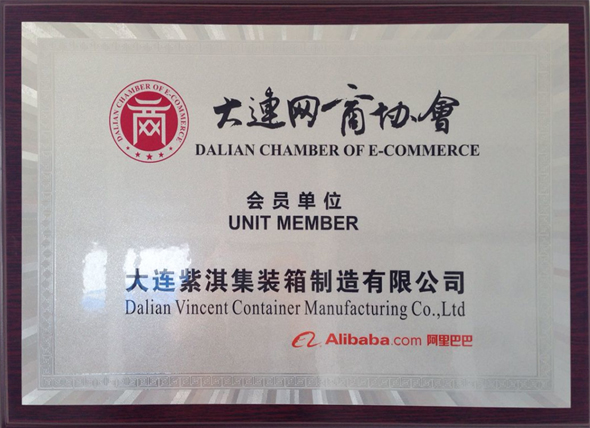 DALIAN CHAMBER OF E-COMMERCE
大連网商协會
DALIAN CHAMBER OF E-COMMERCE
会员单位
UNIT MEMBER
大连紫淇集装箱制造有限公司
Dalian Vincent Container Manufacturing Co.,Ltd
Alibaba.com 阿里巴巴